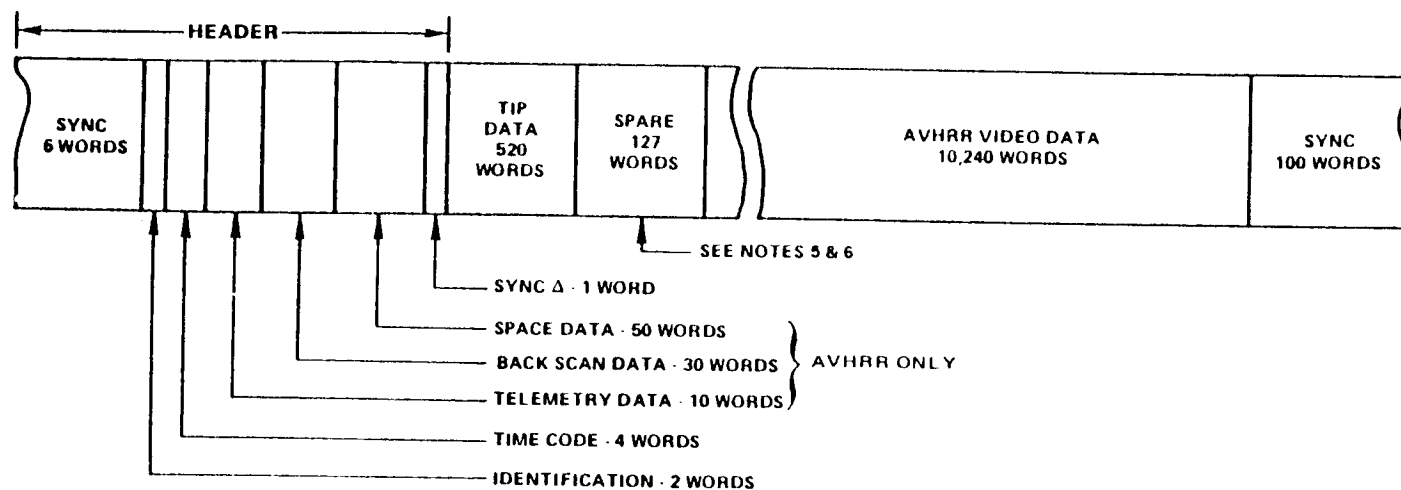 HEADER
SYNC
6 WORDS
TIP
DATA
520
WORDS
SPARE
127
WORDS
AVHRR VIDEO DATA
10,240 WORDS
SYNC
100 WORDS
SEE NOTES 5 & 6
SYNC Δ · 1 WORD
SPACE DATA · 50 WORDS
BACK SCAN DATA · 30 WORDS
AVHRR ONLY
TELEMETRY DATA · 10 WORDS
TIME CODE · 4 WORDS
IDENTIFICATION · 2 WORDS